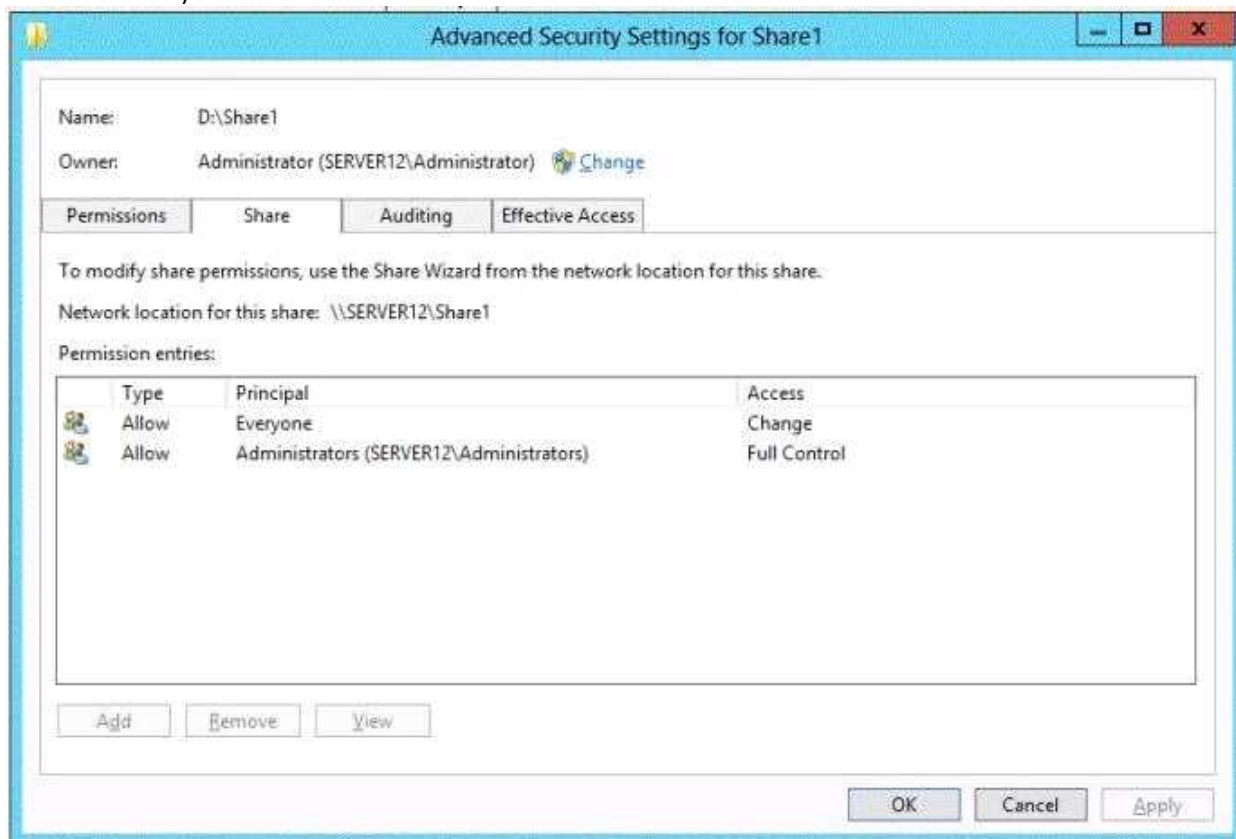 Advanced Security Settings for Share1
Name: D:\Share1
Owner: Administrator (SERVER12\Administrator) Change
Permissions Share Auditing Effective Access
To modify share permissions, use the Share Wizard from the network location for this share.
Network location for this share: \\SERVER12\Share1
Permission entries:
Type Principal Access
Allow Everyone Change
Allow Administrators (SERVER12\Administrators) Full Control
Add Remove View
OK Cancel Apply